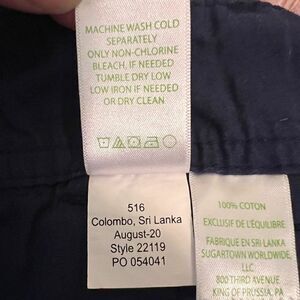 MACHINE WASH COLD
SEPARATELY
ONLY NON-CHLORINE
BLEACH, IF NEEDED
TUMBLE DRY LOW
LOW IRON IF NEEDED
OR DRY CLEAN
516
Colombo, Sri Lanka
August-20
Style 22119
PO 054041
100% COTON
EXCLUSIF DE L'ÉQUILIBRE
FABRIQUE EN SRI LANKA
SUGARTOWN WORLDWIDE,
LLC
800 THIRD AVENUE
KING OF PRUSSIA, PA